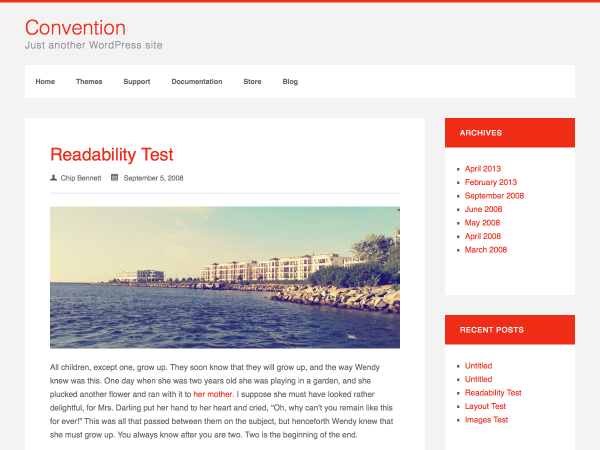 Convention
Just another WordPress site
Home Themes Support Documentation Store Blog
Readability Test
Chip Bennett September 5, 2008
All children, except one, grow up. They soon know that they will grow up, and the way Wendy
knew was this. One day when she was two years old she was playing in a garden, and she
plucked another flower and ran with it to her mother. I suppose she must have looked rather
delightful, for Mrs. Darling put her hand to her heart and cried, “Oh, why can’t you remain like this
for ever!” This was all that passed between them on the subject, but henceforth Wendy knew that
she must grow up. You always know after you are two. Two is the beginning of the end.
ARCHIVES
April 2013
February 2013
September 2008
June 2008
May 2008
April 2008
March 2008
RECENT POSTS
Untitled
Untitled
Readability Test
Layout Test
Images Test